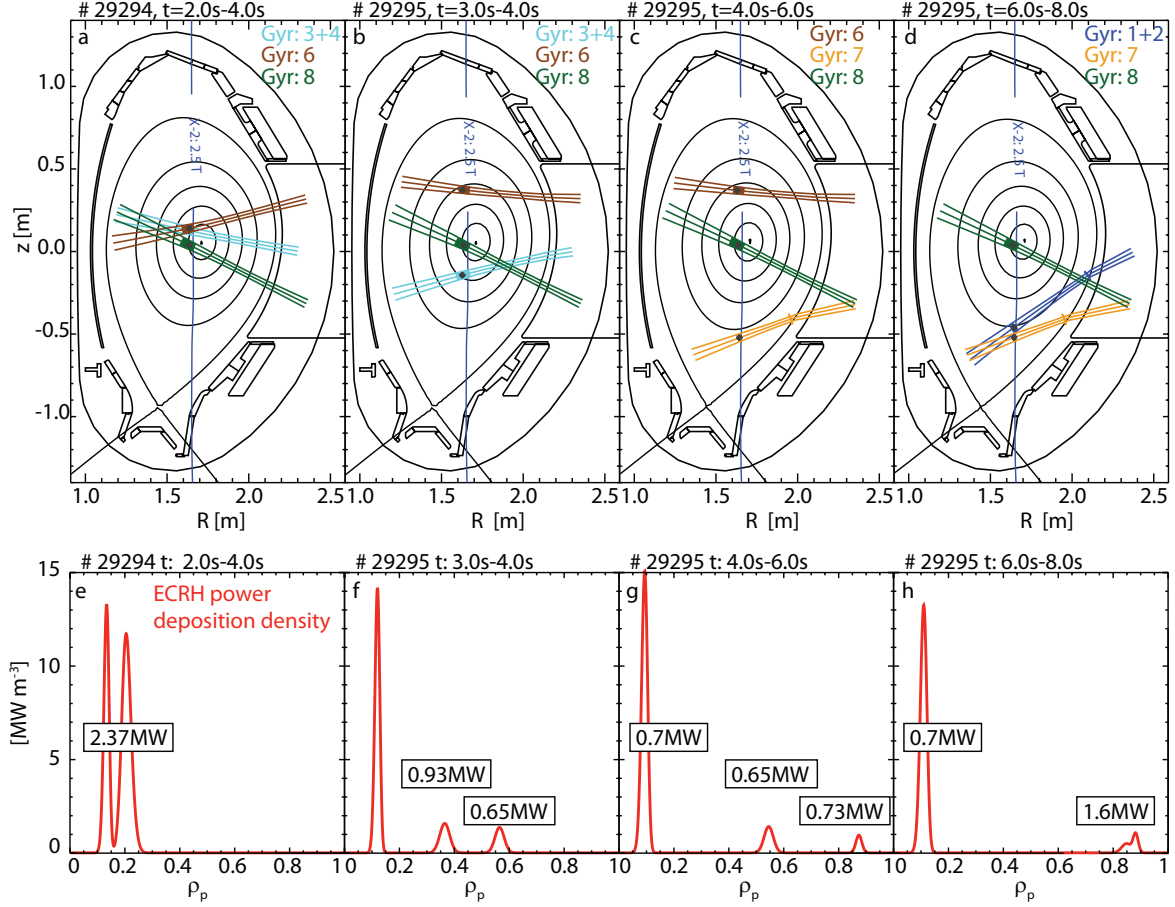 # 29294, t=2.0s-4.0s
# 29295, t=3.0s-4.0s
# 29295, t=4.0s-6.0s
# 29295, t=6.0s-8.0s
a
Gyr: 3+4
Gyr: 6
Gyr: 8
b
Gyr: 3+4
Gyr: 6
Gyr: 8
c
Gyr: 6
Gyr: 7
Gyr: 8
d
Gyr: 1+2
Gyr: 7
Gyr: 8
X-2: 2.5 T
X-2: 2.5 T
X-2: 2.5 T
X-2: 2.5 T
1.0
0.5
0.0
-0.5
-1.0
z [m]
1.0 1.5 2.0 2.5
1.0 1.5 2.0 2.5
1.0 1.5 2.0 2.5
1.0 1.5 2.0 2.5
R [m]
R [m]
R [m]
R [m]
# 29294 t: 2.0s-4.0s
# 29295 t: 3.0s-4.0s
# 29295 t: 4.0s-6.0s
# 29295 t: 6.0s-8.0s
15
10
5
0
[MW m⁻³]
e
ECRH power
deposition density
2.37MW
f
0.93MW
0.65MW
g
0.7MW
0.65MW
0.73MW
h
0.7MW
1.6MW
0 0.2 0.4 0.6 0.8 1
0 0.2 0.4 0.6 0.8 1
0 0.2 0.4 0.6 0.8 1
0 0.2 0.4 0.6 0.8 1
ρp
ρp
ρp
ρp